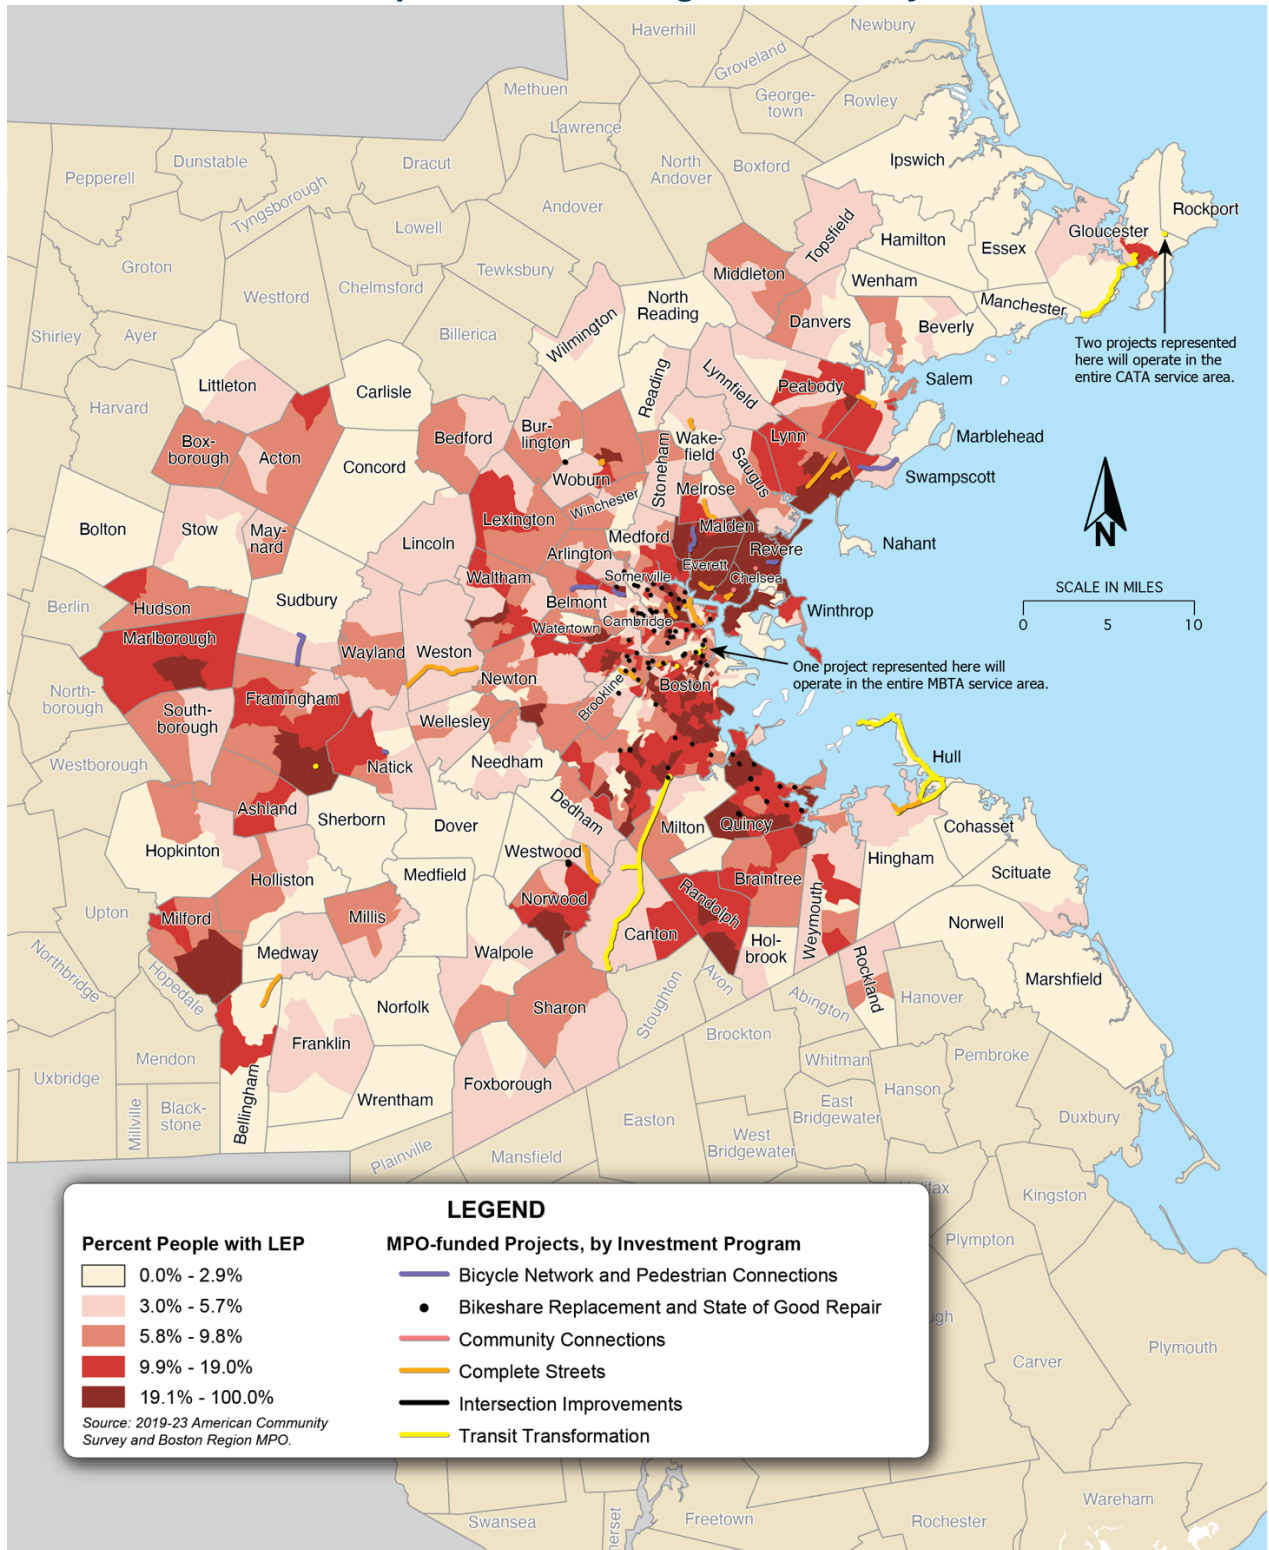 Haverhill
Newbury
Groveland
Methuen
George-
town
Rowley
Lawrence
Dunstable
Dracut
North
Andover
Boxford
Ipswich
Pepperell
Tyngsborough
Andover
Lowell
Topsfield
Rockport
Gloucester
Hamilton
Essex
Groton
Tewksbury
Middleton
Chelmsford
Westford
Wenham
North
Reading
Manchester
Danvers
Beverly
Shirley
Ayer
Billerica
Wilmington
Two projects represented
here will operate in the
entire CATA service area.
Littleton
Carlisle
Reading
Lynnfield
Peabody
Salem
Harvard
Bedford
Bur-
lington
Box-
borough
Acton
Concord
Wake-
field
Lynn
Marblehead
Stoneham
Saugus
Swampscott
Woburn
Winchester
Melrose
Bolton
Stow
May-
nard
Lexington
Lincoln
Medford
Malden
Arlington
Revere
Nahant
N
Everett
Waltham
Somerville
Chelsea
SCALE IN MILES
0
5
10
Berlin
Hudson
Sudbury
Belmont
Winthrop
Watertown
Cambridge
Marlborough
Wayland
Weston
One project represented here will
operate in the entire MBTA service area.
Newton
Boston
North-
borough
Framingham
Brookline
South-
borough
Wellesley
Westborough
Natick
Needham
Hull
Ashland
Sherborn
Dover
Dedham
Milton
Quincy
Cohasset
Hopkinton
Westwood
Hingham
Medfield
Scituate
Holliston
Braintree
Norwood
Randolph
Weymouth
Upton
Milford
Millis
Norwell
Canton
Hol-
brook
Medway
Walpole
Rockland
Northbridge
Hopedale
Marshfield
Stoughton
Avon
Abington
Hanover
Norfolk
Sharon
Brockton
Franklin
Mendon
Whitman
Pembroke
Uxbridge
Foxborough
Hanson
Bellingham
Wrentham
Millville
Black-
stone
Easton
East
Bridgewater
Duxbury
West
Bridgewater
Plainville
Mansfield
Kingston
Plympton
Plymouth
Carver
LEGEND
Percent People with LEP
0.0% - 2.9%
3.0% - 5.7%
5.8% - 9.8%
9.9% - 19.0%
19.1% - 100.0%
Source: 2019-23 American Community
Survey and Boston Region MPO.
MPO-funded Projects, by Investment Program
Bicycle Network and Pedestrian Connections
Bikeshare Replacement and State of Good Repair
Community Connections
Complete Streets
Intersection Improvements
Transit Transformation
Wareham
Swansea
Freetown
Rochester